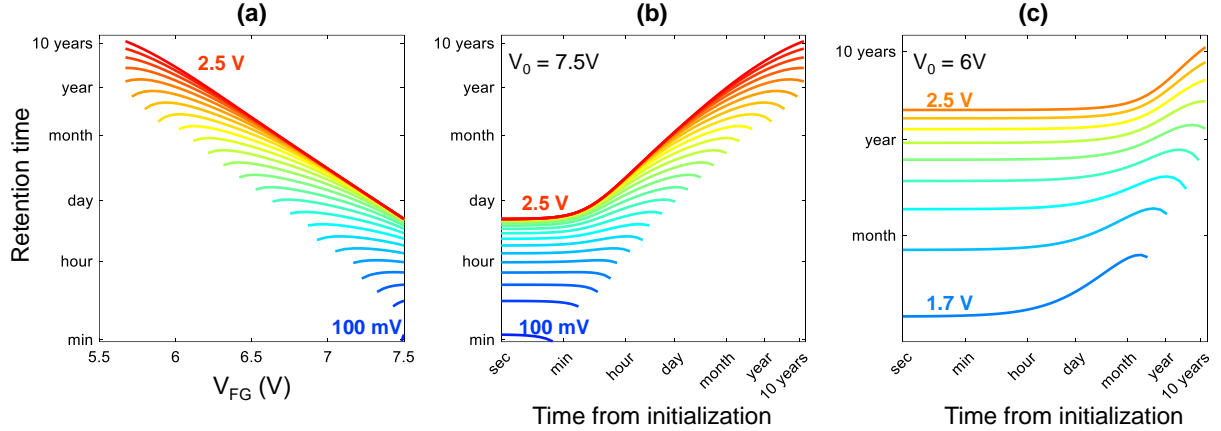 (a)
(b)
(c)
Retention time
10 years
year
month
day
hour
min
2.5 V
100 mV
5.5
6
6.5
7
7.5
V_FG (V)
10 years
year
month
day
hour
min
V_0 = 7.5V
2.5 V
100 mV
sec
min
hour
day
month
year
10 years
Time from initialization
10 years
year
month
V_0 = 6V
2.5 V
1.7 V
sec
min
hour
day
month
year
10 years
Time from initialization